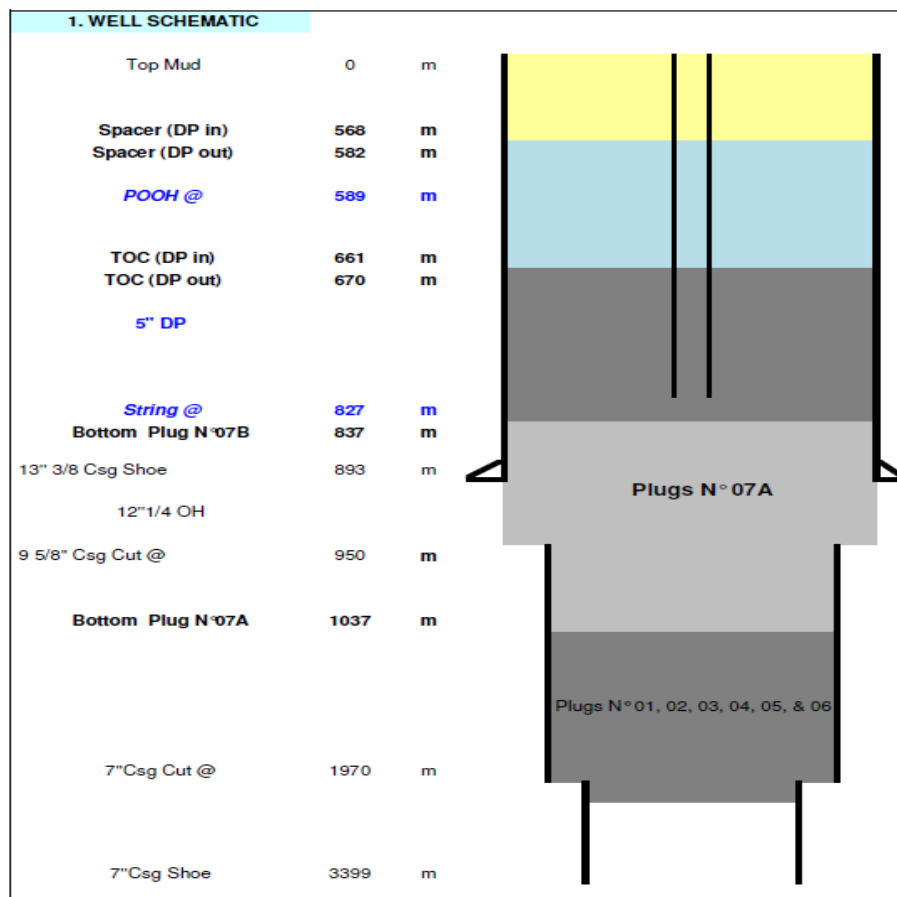 1. WELL SCHEMATIC
Top Mud 0 m
Spacer (DP in) 568 m
Spacer (DP out) 582 m
POOH @ 589 m
TOC (DP in) 661 m
TOC (DP out) 670 m
5" DP
String @ 827 m
Bottom Plug N°07B 837 m
13" 3/8 Csg Shoe 893 m
Plugs N° 07A
12"1/4 OH
9 5/8" Csg Cut @ 950 m
Bottom Plug N°07A 1037 m
Plugs N° 01, 02, 03, 04, 05, & 06
7"Csg Cut @ 1970 m
7"Csg Shoe 3399 m